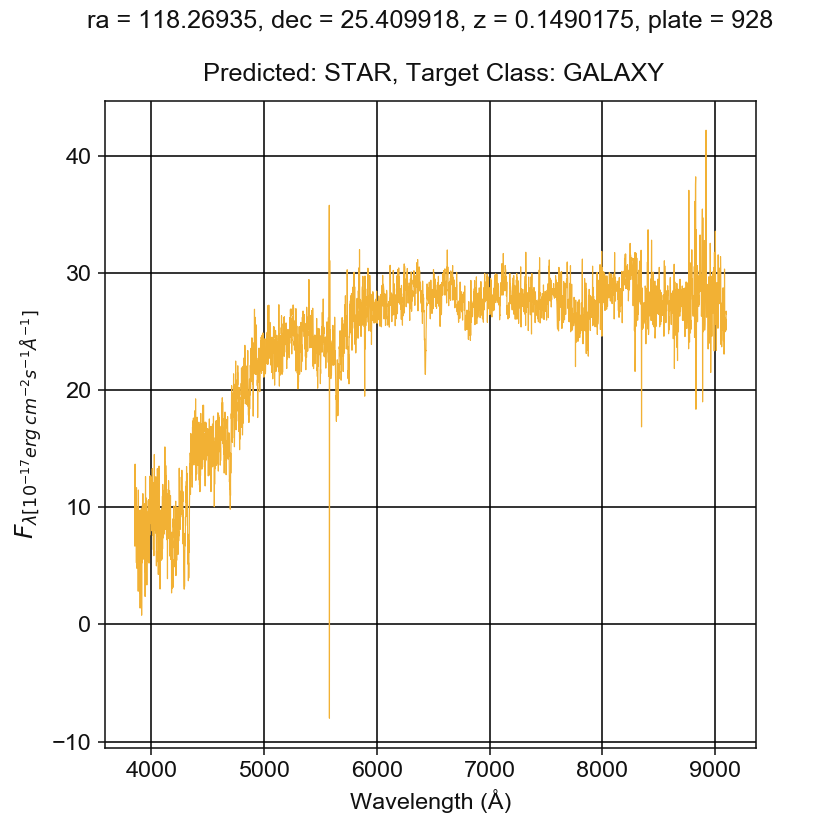 ra = 118.26935, dec = 25.409918, z = 0.1490175, plate = 928
Predicted: STAR, Target Class: GALAXY
40
30
20
10
0
−10
F_λ[10^{−17} erg cm^{−2} s^{−1} Å^{−1}]
4000 5000 6000 7000 8000 9000
Wavelength (Å)